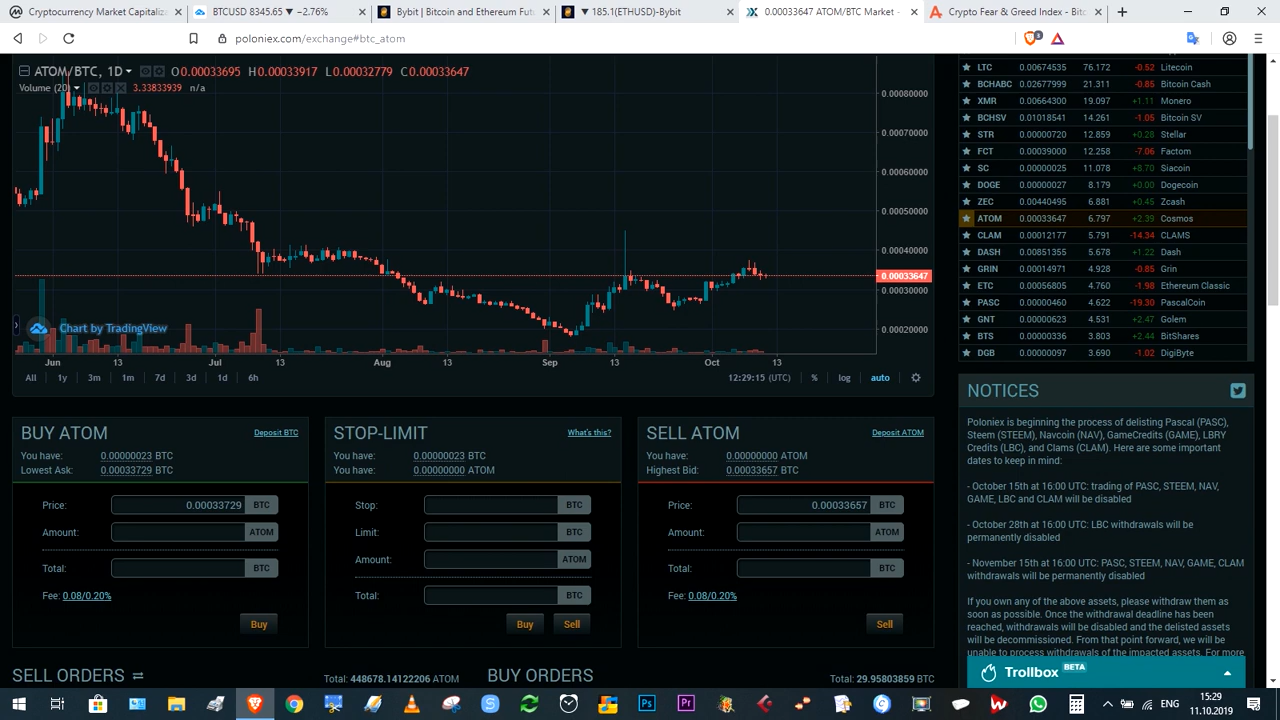 Cryptocurrency Market Capitaliz
BTCUSD 8345.65 ▼ −2.76%
Bybit | Bitcoin and Ethereum Futu
▼ 185.1(ETHUSD)-Bybit
0.00033647 ATOM/BTC Market -
Crypto Fear & Greed Index - Bitc
poloniex.com/exchange#btc_atom
ATOM/BTC, 1D
O0.00033695 H0.00033917 L0.00032779 C0.00033647
Volume (20) 3.33833939 n/a
0.00080000
0.00070000
0.00060000
0.00050000
0.00040000
0.00033647
0.00030000
0.00020000
Chart by TradingView
Jun 13 Jul 13 Aug 13 Sep 13 Oct 13
All 1y 3m 1m 7d 3d 1d 6h
12:29:15 (UTC) % log auto
LTC 0.00674535 76.172 -0.52 Litecoin
BCHABC 0.02677999 21.311 -0.85 Bitcoin Cash
XMR 0.00664300 19.097 +1.11 Monero
BCHSV 0.01018541 14.261 -1.05 Bitcoin SV
STR 0.00000720 12.859 +0.28 Stellar
FCT 0.00039000 12.258 -7.06 Factom
SC 0.00000025 11.078 +8.70 Siacoin
DOGE 0.00000027 8.179 +0.00 Dogecoin
ZEC 0.00440495 6.881 +0.45 Zcash
ATOM 0.00033647 6.797 +2.39 Cosmos
CLAM 0.00012177 5.791 -14.34 CLAMS
DASH 0.00851355 5.678 +1.22 Dash
GRIN 0.00014971 4.928 -0.85 Grin
ETC 0.00056805 4.760 -1.98 Ethereum Classic
PASC 0.00000460 4.622 -19.30 PascalCoin
GNT 0.00000623 4.531 +2.47 Golem
BTS 0.00000336 3.803 +2.44 BitShares
DGB 0.00000097 3.690 -1.02 DigiByte
BUY ATOM
Deposit BTC
You have: 0.00000023 BTC
Lowest Ask: 0.00033729 BTC
Price: 0.00033729 BTC
Amount: ATOM
Total: BTC
Fee: 0.08/0.20%
Buy
STOP-LIMIT
What's this?
You have: 0.00000023 BTC
You have: 0.00000000 ATOM
Stop: BTC
Limit: BTC
Amount: ATOM
Total: BTC
Buy Sell
SELL ATOM
Deposit ATOM
You have: 0.00000000 ATOM
Highest Bid: 0.00033657 BTC
Price: 0.00033657 BTC
Amount: ATOM
Total: BTC
Fee: 0.08/0.20%
Sell
NOTICES
Poloniex is beginning the process of delisting Pascal (PASC),
Steem (STEEM), Navcoin (NAV), GameCredits (GAME), LBRY
Credits (LBC), and Clams (CLAM). Here are some important
dates to keep in mind:
- October 15th at 16:00 UTC: trading of PASC, STEEM, NAV,
GAME, LBC and CLAM will be disabled
- October 28th at 16:00 UTC: LBC withdrawals will be
permanently disabled
- November 15th at 16:00 UTC: PASC, STEEM, NAV, GAME, CLAM
withdrawals will be permanently disabled
If you own any of the above assets, please withdraw them as
soon as possible. Once the withdrawal deadline has been
reached, withdrawals will be disabled and the delisted assets
will be decommissioned. From that point forward, we will be
unable to process withdrawals of the impacted assets. For more
Trollbox BETA
SELL ORDERS
Total: 448678.14122206 ATOM
BUY ORDERS
Total: 29.95803859 BTC
ENG
15:29
11.10.2019